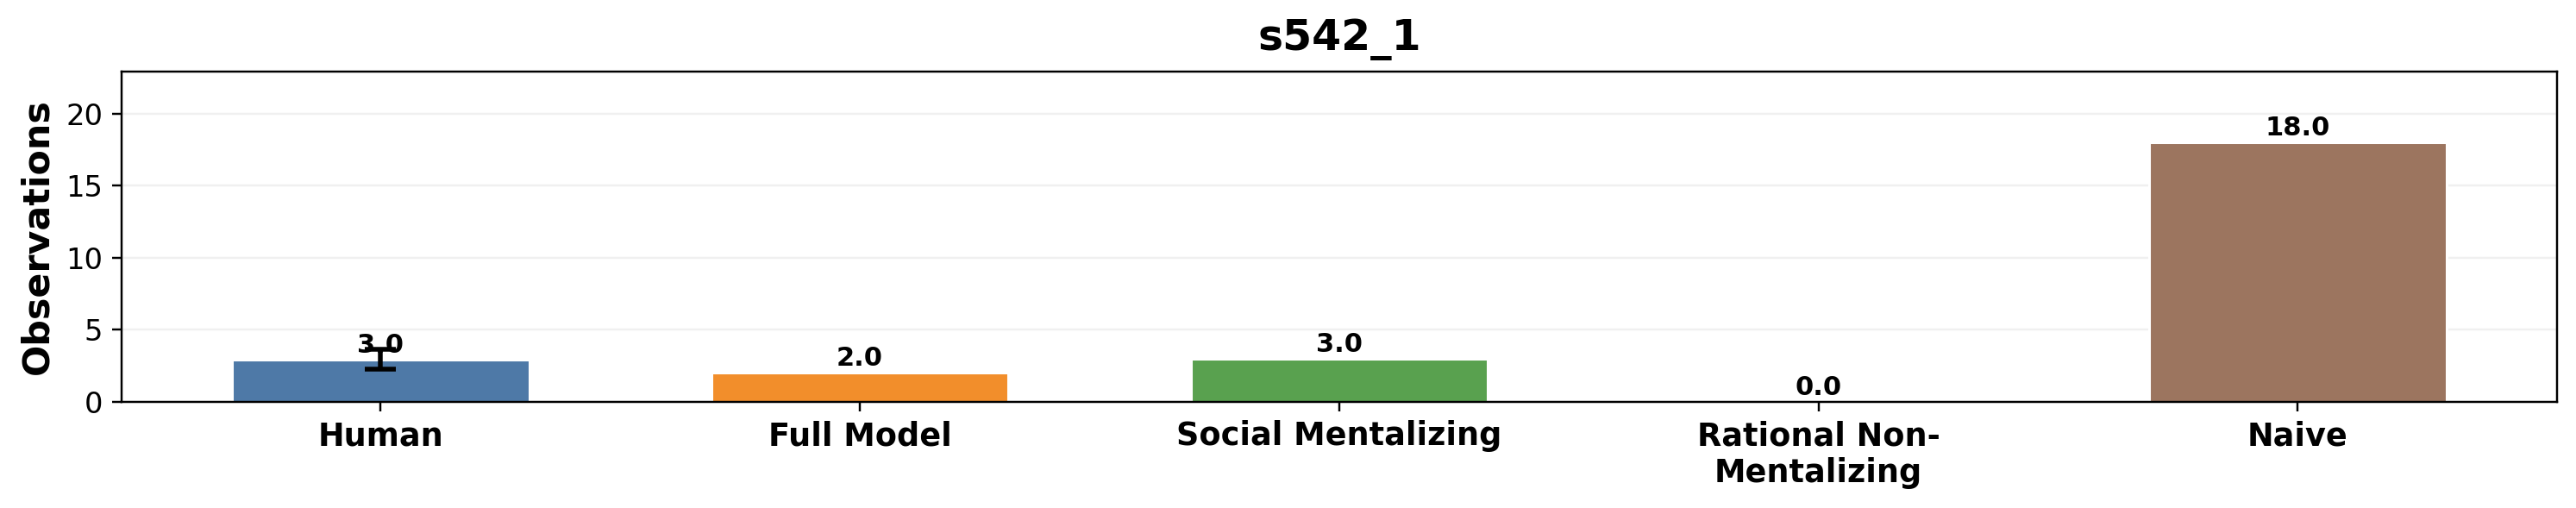 s542_1
Observations
20
15
10
5
0
3.0
2.0
3.0
0.0
18.0
Human
Full Model
Social Mentalizing
Rational Non-
Mentalizing
Naive